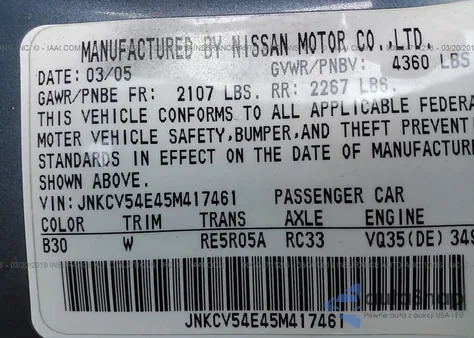 MANUFACTURED BY NISSAN MOTOR CO.,LTD.
DATE: 03/05 GVWR/PNBV: 4360 LBS
GAWR/PNBE FR: 2107 LBS. RR: 2267 LBS.
THIS VEHICLE CONFORMS TO ALL APPLICABLE FEDERA
MOTER VEHICLE SAFETY,BUMPER,AND THEFT PREVENT
STANDARDS IN EFFECT ON THE DATE OF MANUFACTUR
SHOWN ABOVE.
VIN: JNKCV54E45M417461 PASSENGER CAR
COLOR TRIM TRANS AXLE ENGINE
B30 W RE5R05A RC33 VQ35(DE) 349
JNKCV54E45M417461
autoSnap